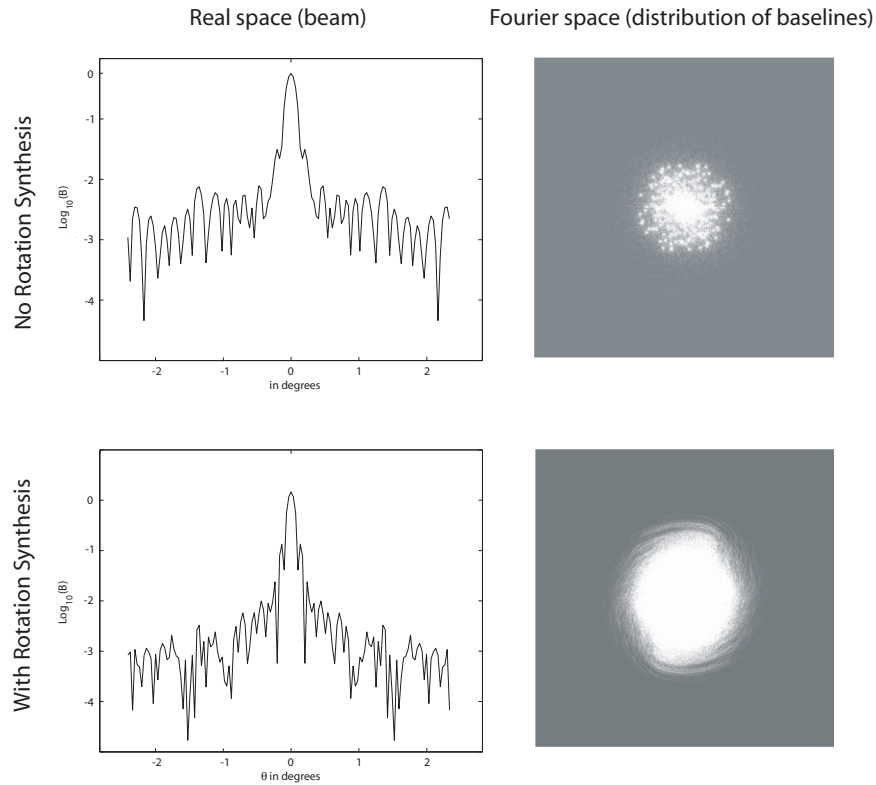 Real space (beam)
Fourier space (distribution of baselines)
No Rotation Synthesis
Log10(B)
0
-1
-2
-3
-4
-2 -1 0 1 2
in degrees
With Rotation Synthesis
Log10(B)
0
-1
-2
-3
-4
-2 -1 0 1 2
θ in degrees